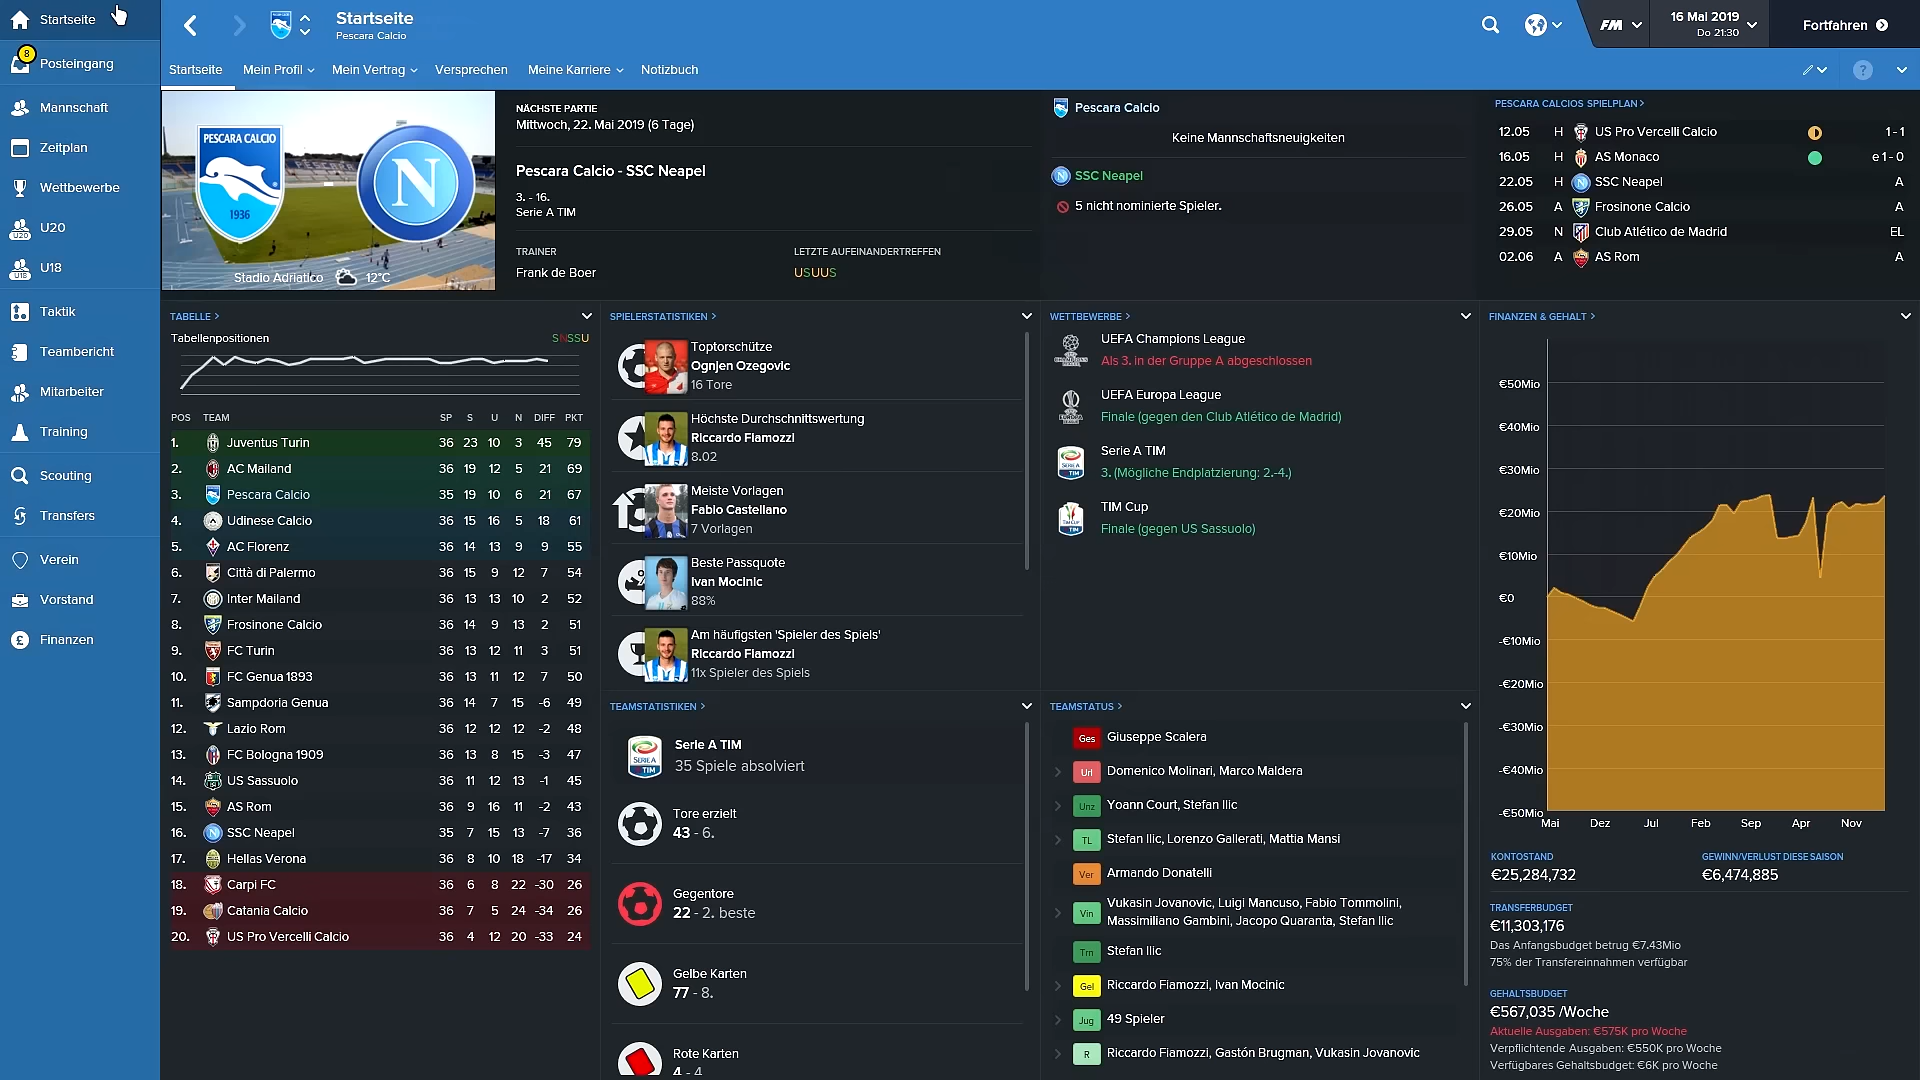 Startseite
8
Posteingang
Mannschaft
Zeitplan
Wettbewerbe
U20
U18
Taktik
Teambericht
Mitarbeiter
Training
Scouting
Transfers
Verein
Vorstand
Finanzen
Startseite
Pescara Calcio
FM
16 Mai 2019
Do 21:30
Fortfahren
Startseite
Mein Profil
Mein Vertrag
Versprechen
Meine Karriere
Notizbuch
PESCARA CALCIO
1936
N
Stadio Adriatico 12°C
NÄCHSTE PARTIE
Mittwoch, 22. Mai 2019 (6 Tage)
Pescara Calcio - SSC Neapel
3. - 16.
Serie A TIM
TRAINER
Frank de Boer
LETZTE AUFEINANDERTREFFEN
USUUS
Pescara Calcio
Keine Mannschaftsneuigkeiten
SSC Neapel
5 nicht nominierte Spieler.
PESCARA CALCIOS SPIELPLAN >
12.05 H US Pro Vercelli Calcio 1 - 1
16.05 H AS Monaco e 1 - 0
22.05 H SSC Neapel A
26.05 A Frosinone Calcio A
29.05 N Club Atlético de Madrid EL
02.06 A AS Rom A
TABELLE >
Tabellenpositionen SNSSU
POS TEAM SP S U N DIFF PKT
1. Juventus Turin 36 23 10 3 45 79
2. AC Mailand 36 19 12 5 21 69
3. Pescara Calcio 35 19 10 6 21 67
4. Udinese Calcio 36 15 16 5 18 61
5. AC Florenz 36 14 13 9 9 55
6. Città di Palermo 36 15 9 12 7 54
7. Inter Mailand 36 13 13 10 2 52
8. Frosinone Calcio 36 14 9 13 2 51
9. FC Turin 36 13 12 11 3 51
10. FC Genua 1893 36 13 11 12 7 50
11. Sampdoria Genua 36 14 7 15 -6 49
12. Lazio Rom 36 12 12 12 -2 48
13. FC Bologna 1909 36 13 8 15 -3 47
14. US Sassuolo 36 11 12 13 -1 45
15. AS Rom 36 9 16 11 -2 43
16. SSC Neapel 35 7 15 13 -7 36
17. Hellas Verona 36 8 10 18 -17 34
18. Carpi FC 36 6 8 22 -30 26
19. Catania Calcio 36 7 5 24 -34 26
20. US Pro Vercelli Calcio 36 4 12 20 -33 24
SPIELERSTATISTIKEN >
Toptorschütze
Ognjen Ozegovic
16 Tore
Höchste Durchschnittswertung
Riccardo Fiamozzi
8.02
Meiste Vorlagen
Fabio Castellano
7 Vorlagen
Beste Passquote
Ivan Mocinic
88%
Am häufigsten 'Spieler des Spiels'
Riccardo Fiamozzi
11x Spieler des Spiels
TEAMSTATISTIKEN >
Serie A TIM
35 Spiele absolviert
Tore erzielt
43 - 6.
Gegentore
22 - 2. beste
Gelbe Karten
77 - 8.
Rote Karten
4 - 4
WETTBEWERBE >
UEFA Champions League
Als 3. in der Gruppe A abgeschlossen
UEFA Europa League
Finale (gegen den Club Atlético de Madrid)
Serie A TIM
3. (Mögliche Endplatzierung: 2.-4.)
TIM Cup
Finale (gegen US Sassuolo)
TEAMSTATUS >
Ges Giuseppe Scalera
Url Domenico Molinari, Marco Maldera
Unz Yoann Court, Stefan Ilic
TL Stefan Ilic, Lorenzo Gallerati, Mattia Mansi
Ver Armando Donatelli
Vin Vukasin Jovanovic, Luigi Mancuso, Fabio Tommolini,
Massimiliano Gambini, Jacopo Quaranta, Stefan Ilic
Trn Stefan Ilic
Gel Riccardo Fiamozzi, Ivan Mocinic
Jug 49 Spieler
R Riccardo Fiamozzi, Gastón Brugman, Vukasin Jovanovic
FINANZEN & GEHALT >
€50Mio
€40Mio
€30Mio
€20Mio
€10Mio
€0
-€10Mio
-€20Mio
-€30Mio
-€40Mio
-€50Mio
Mai Dez Jul Feb Sep Apr Nov
KONTOSTAND
€25,284,732
GEWINN/VERLUST DIESE SAISON
€6,474,885
TRANSFERBUDGET
€11,303,176
Das Anfangsbudget betrug €7.43Mio
75% der Transfereinnahmen verfügbar
GEHALTSBUDGET
€567,035 /Woche
Aktuelle Ausgaben: €575K pro Woche
Verpflichtende Ausgaben: €550K pro Woche
Verfügbares Gehaltsbudget: €6K pro Woche